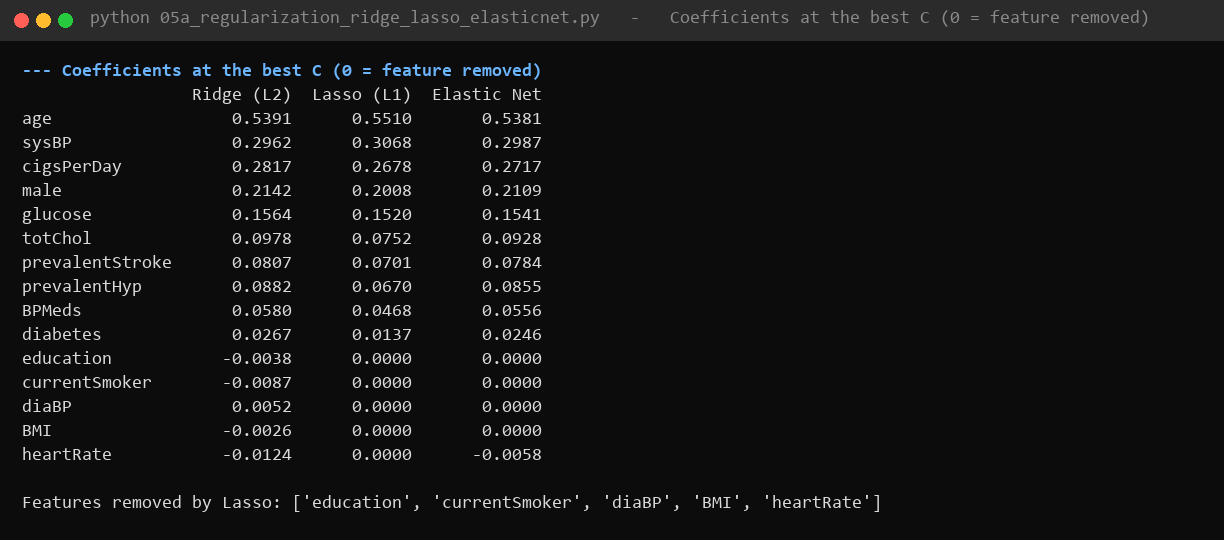 python 05a_regularization_ridge_lasso_elasticnet.py   -   Coefficients at the best C (0 = feature removed)
--- Coefficients at the best C (0 = feature removed)
                 Ridge (L2)  Lasso (L1)  Elastic Net
age                  0.5391      0.5510       0.5381
sysBP                0.2962      0.3068       0.2987
cigsPerDay           0.2817      0.2678       0.2717
male                 0.2142      0.2008       0.2109
glucose              0.1564      0.1520       0.1541
totChol              0.0978      0.0752       0.0928
prevalentStroke      0.0807      0.0701       0.0784
prevalentHyp         0.0882      0.0670       0.0855
BPMeds               0.0580      0.0468       0.0556
diabetes             0.0267      0.0137       0.0246
education           -0.0038      0.0000       0.0000
currentSmoker       -0.0087      0.0000       0.0000
diaBP                0.0052      0.0000       0.0000
BMI                 -0.0026      0.0000       0.0000
heartRate           -0.0124      0.0000      -0.0058
Features removed by Lasso: ['education', 'currentSmoker', 'diaBP', 'BMI', 'heartRate']